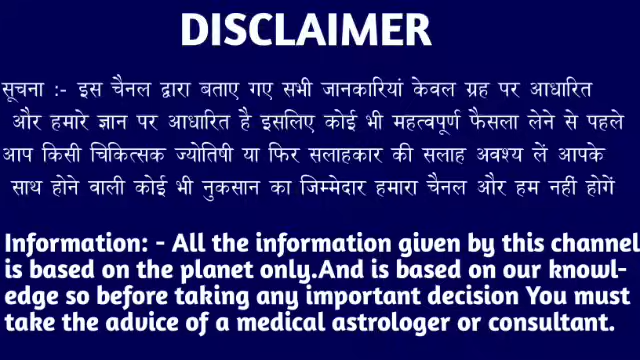 DISCLAIMER
सूचना :- इस चैनल द्वारा बताए गए सभी जानकारियां केवल ग्रह पर आधारित
और हमारे ज्ञान पर आधारित है इसलिए कोई भी महत्वपूर्ण फैसला लेने से पहले
आप किसी चिकित्सक ज्योतिषी या फिर सलाहकार की सलाह अवश्य लें आपके
साथ होने वाली कोई भी नुकसान का जिम्मेदार हमारा चैनल और हम नहीं होगें
Information: - All the information given by this channel
is based on the planet only.And is based on our knowl-
edge so before taking any important decision You must
take the advice of a medical astrologer or consultant.